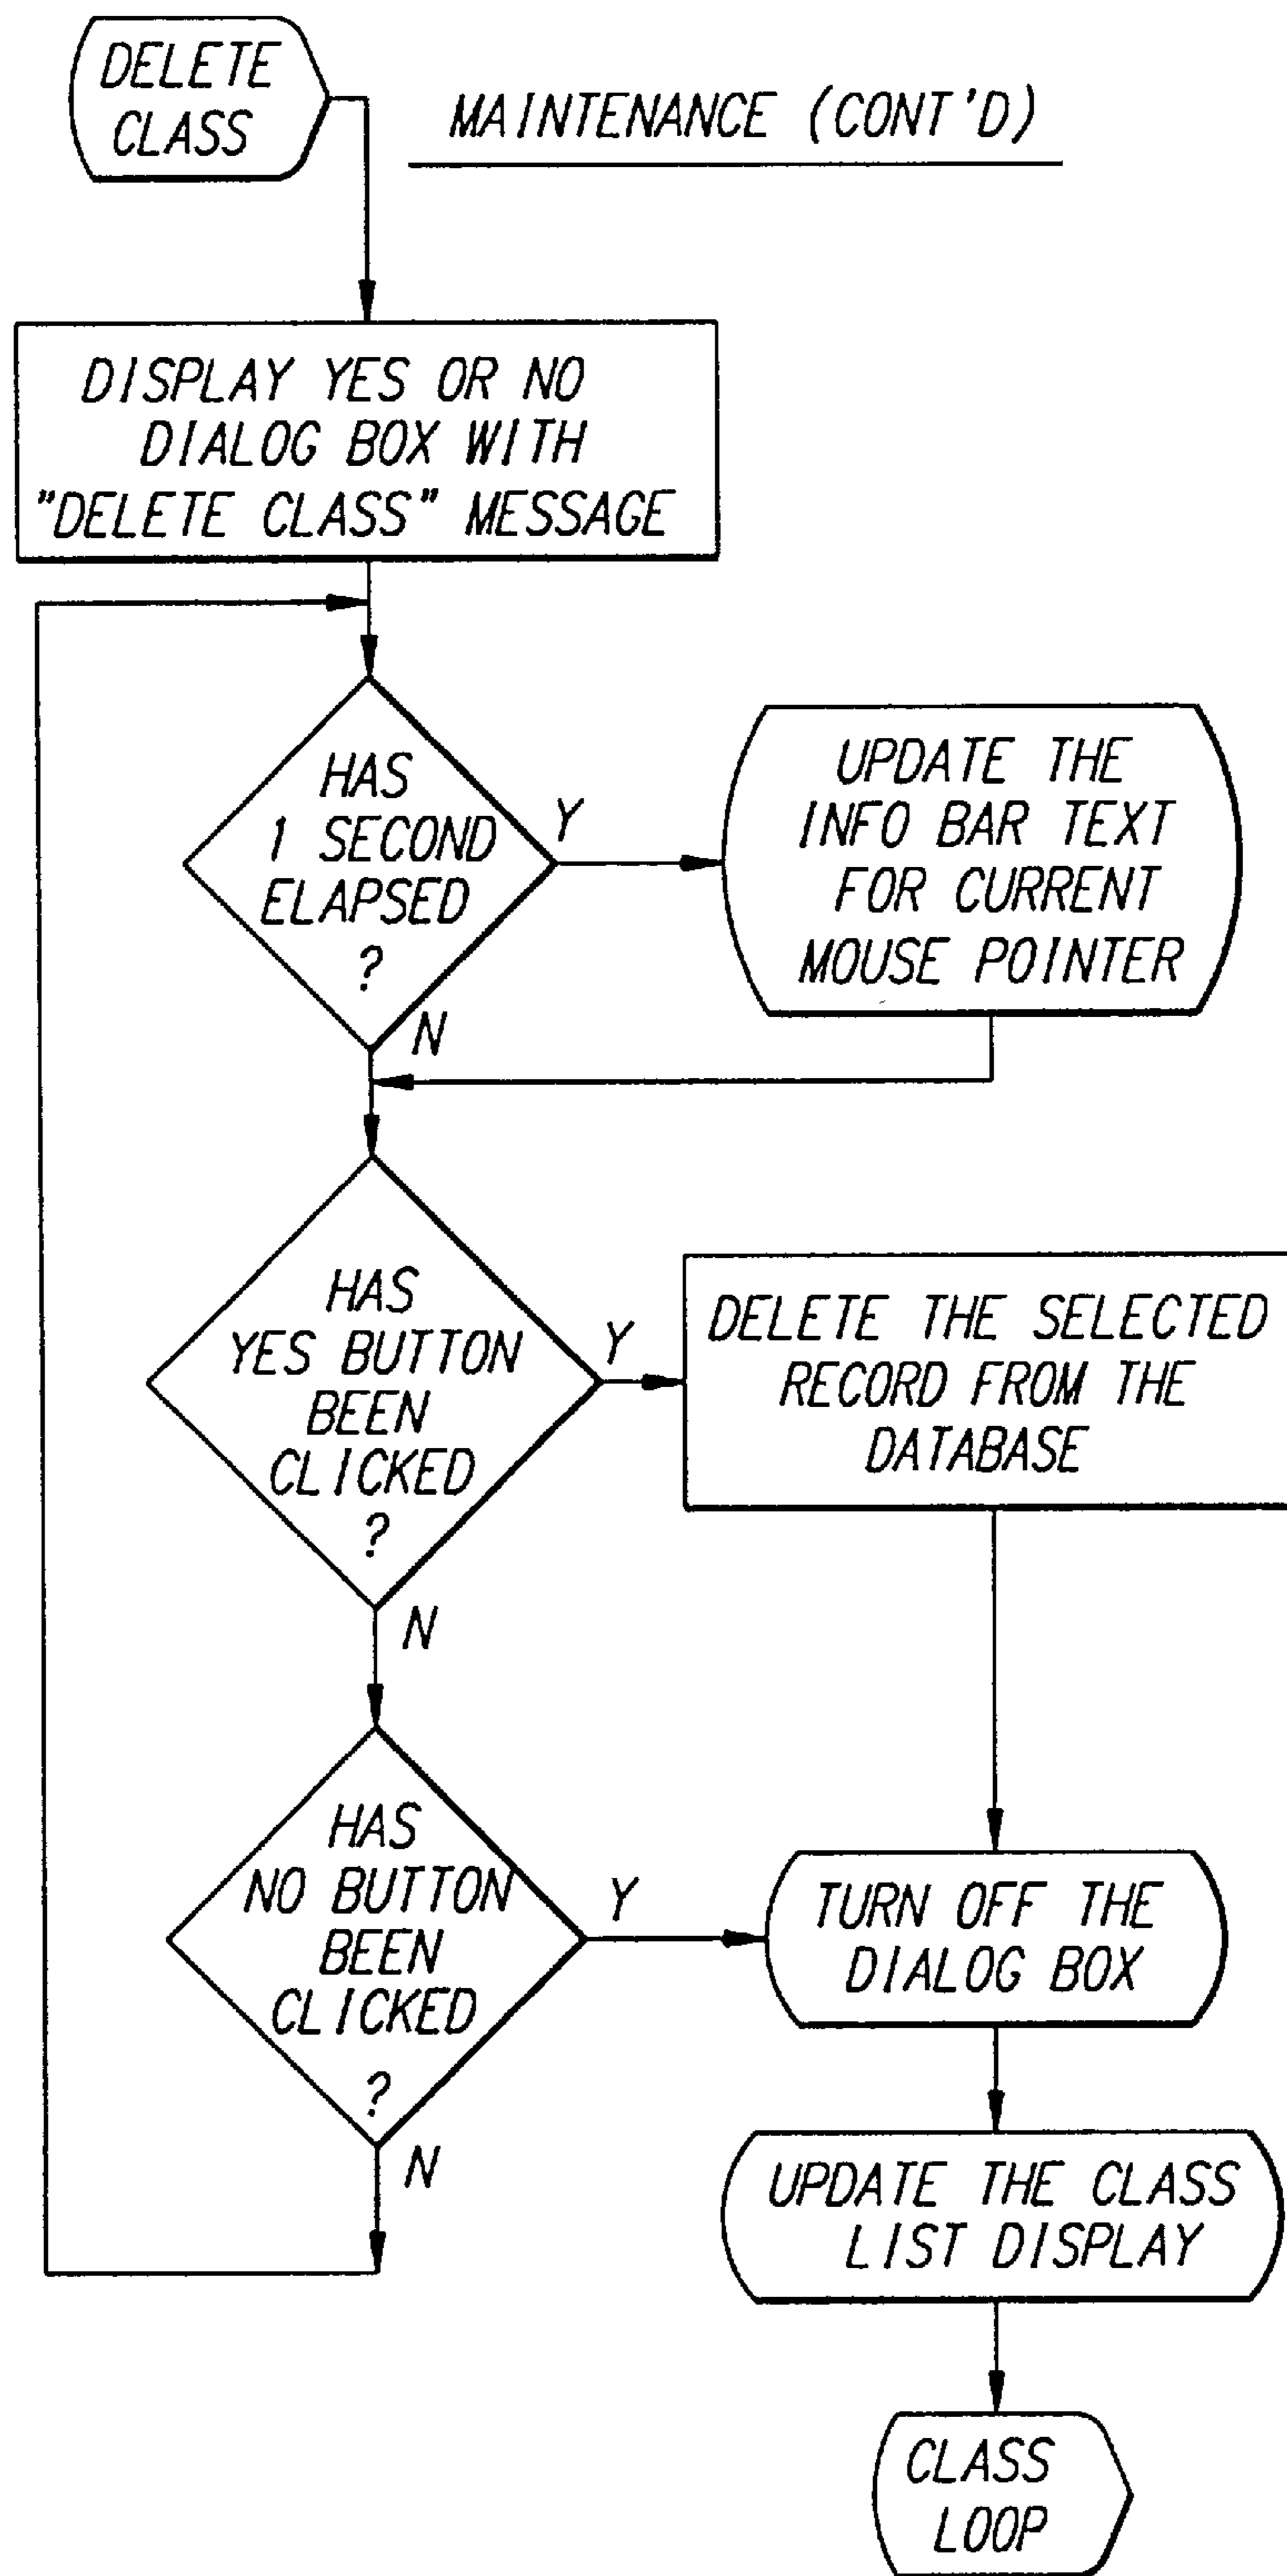 DELETE
CLASS
MAINTENANCE (CONT'D)
DISPLAY YES OR NO
DIALOG BOX WITH
"DELETE CLASS" MESSAGE
HAS
1 SECOND
ELAPSED
?
Y
N
UPDATE THE
INFO BAR TEXT
FOR CURRENT
MOUSE POINTER
HAS
YES BUTTON
BEEN
CLICKED
?
Y
N
DELETE THE SELECTED
RECORD FROM THE
DATABASE
HAS
NO BUTTON
BEEN
CLICKED
?
Y
N
TURN OFF THE
DIALOG BOX
UPDATE THE CLASS
LIST DISPLAY
CLASS
LOOP